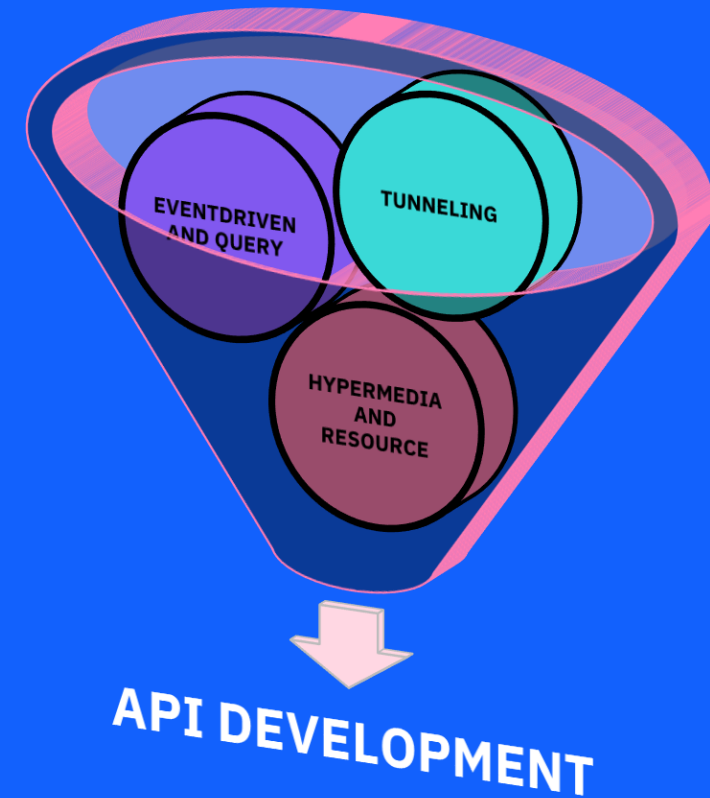 EVENTDRIVEN
AND QUERY
TUNNELING
HYPERMEDIA
AND
RESOURCE
API DEVELOPMENT